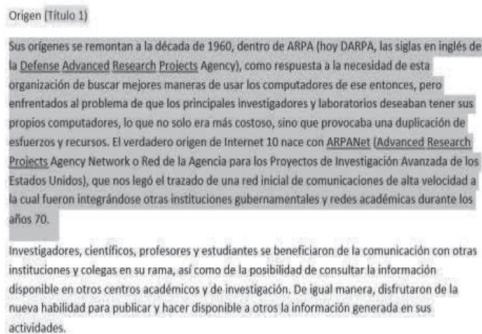 Origen (Título 1)
Sus orígenes se remontan a la década de 1960, dentro de ARPA (hoy DARPA, las siglas en inglés de
la Defense Advanced Research Projects Agency), como respuesta a la necesidad de esta
organización de buscar mejores maneras de usar los computadores de ese entonces, pero
enfrentados al problema de que los principales investigadores y laboratorios deseaban tener sus
propios computadores, lo que no solo era más costoso, sino que provocaba una duplicación de
esfuerzos y recursos. El verdadero origen de Internet 10 nace con ARPANet (Advanced Research
Projects Agency Network o Red de la Agencia para los Proyectos de Investigación Avanzada de los
Estados Unidos), que nos legó el trazado de una red inicial de comunicaciones de alta velocidad a
la cual fueron integrándose otras instituciones gubernamentales y redes académicas durante los
años 70.
Investigadores, científicos, profesores y estudiantes se beneficiaron de la comunicación con otras
instituciones y colegas en su rama, así como de la posibilidad de consultar la información
disponible en otros centros académicos y de investigación. De igual manera, disfrutaron de la
nueva habilidad para publicar y hacer disponible a otros la información generada en sus
actividades.